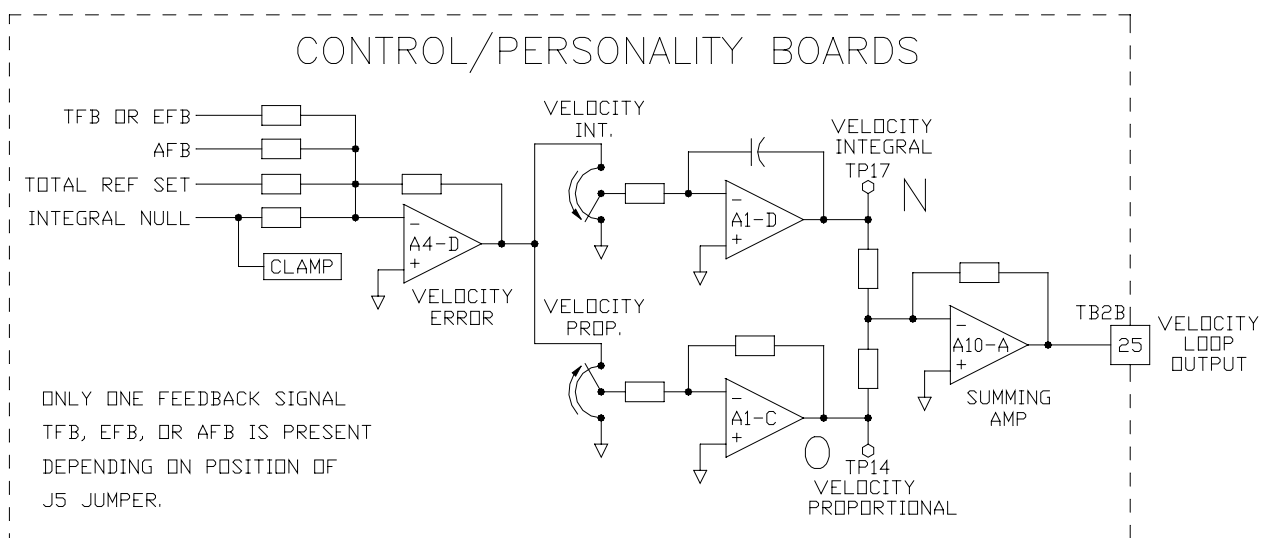 CONTROL/PERSONALITY BOARDS
TFB OR EFB
AFB
TOTAL REF SET
INTEGRAL NULL
CLAMP
A4-D
-
+
VELOCITY
ERROR
VELOCITY
INT.
A1-D
-
+
VELOCITY
INTEGRAL
TP17
N
VELOCITY
PROP.
A1-C
-
+
O
TP14
VELOCITY
PROPORTIONAL
A10-A
-
+
SUMMING
AMP
TB2B
25
VELOCITY
LOOP
OUTPUT
ONLY ONE FEEDBACK SIGNAL
TFB, EFB, OR AFB IS PRESENT
DEPENDING ON POSITION OF
J5 JUMPER.